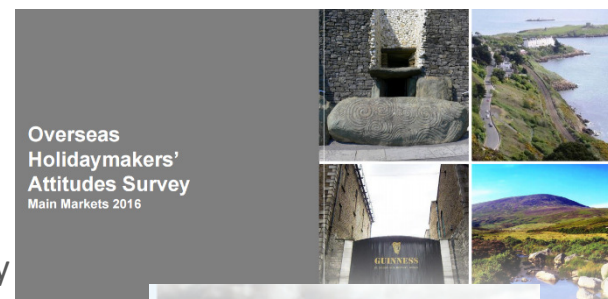 Overseas
Holidaymakers'
Attitudes Survey
Main Markets 2016
y
GUINNESS